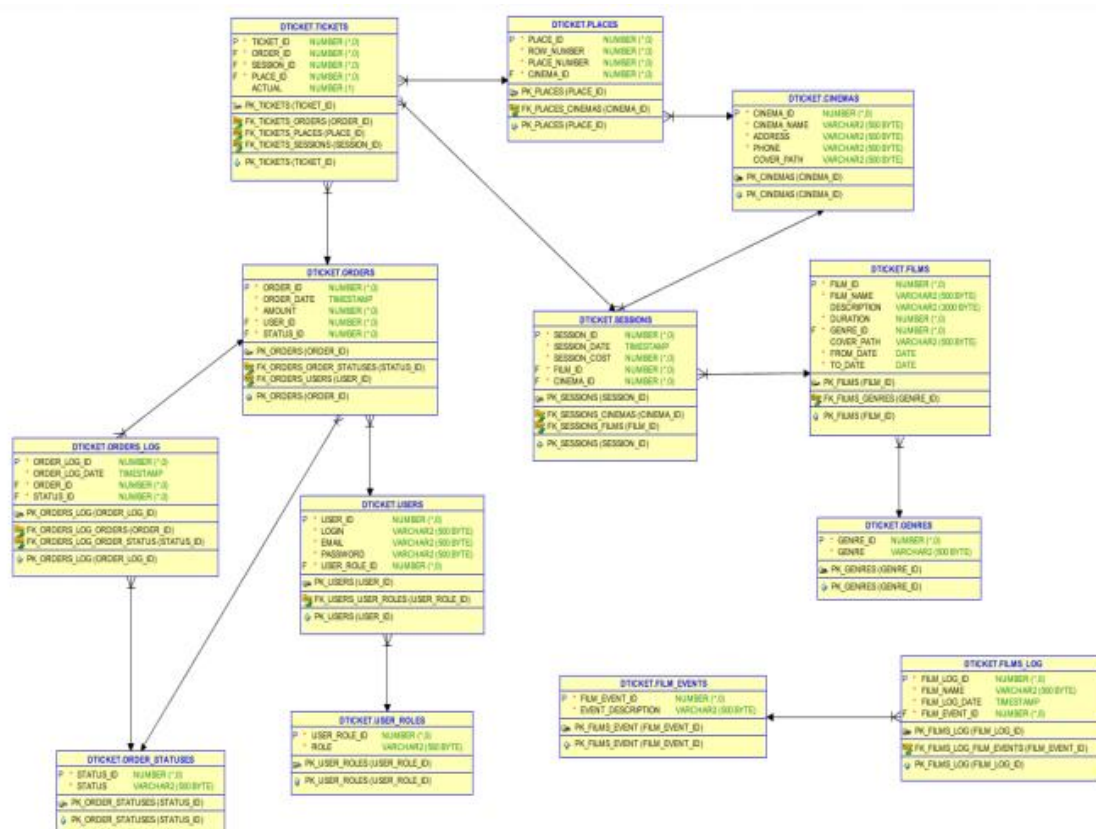 DTICKET.TICKETS
P * TICKET_ID NUMBER (*,0)
F * ORDER_ID NUMBER (*,0)
F * SESSION_ID NUMBER (*,0)
F * PLACE_ID NUMBER (*,0)
ACTUAL NUMBER (1)
PK_TICKETS (TICKET_ID)
FK_TICKETS_ORDERS (ORDER_ID)
FK_TICKETS_PLACES (PLACE_ID)
FK_TICKETS_SESSIONS (SESSION_ID)
PK_TICKETS (TICKET_ID)
DTICKET.PLACES
P * PLACE_ID NUMBER (*,0)
* ROW_NUMBER NUMBER (*,0)
* PLACE_NUMBER NUMBER (*,0)
F * CINEMA_ID NUMBER (*,0)
PK_PLACES (PLACE_ID)
FK_PLACES_CINEMAS (CINEMA_ID)
PK_PLACES (PLACE_ID)
DTICKET.CINEMAS
P * CINEMA_ID NUMBER (*,0)
* CINEMA_NAME VARCHAR2 (500 BYTE)
* ADDRESS VARCHAR2 (500 BYTE)
* PHONE VARCHAR2 (500 BYTE)
COVER_PATH VARCHAR2 (500 BYTE)
PK_CINEMAS (CINEMA_ID)
PK_CINEMAS (CINEMA_ID)
DTICKET.ORDERS
P * ORDER_ID NUMBER (*,0)
* ORDER_DATE TIMESTAMP
* AMOUNT NUMBER (*,0)
F * USER_ID NUMBER (*,0)
F * STATUS_ID NUMBER (*,0)
PK_ORDERS (ORDER_ID)
FK_ORDERS_ORDER_STATUSES (STATUS_ID)
FK_ORDERS_USERS (USER_ID)
PK_ORDERS (ORDER_ID)
DTICKET.FILMS
P * FILM_ID NUMBER (*,0)
* FILM_NAME VARCHAR2 (500 BYTE)
DESCRIPTION VARCHAR2 (3000 BYTE)
* DURATION NUMBER (*,0)
F * GENRE_ID NUMBER (*,0)
COVER_PATH VARCHAR2 (500 BYTE)
* FROM_DATE DATE
* TO_DATE DATE
PK_FILMS (FILM_ID)
FK_FILMS_GENRES (GENRE_ID)
PK_FILMS (FILM_ID)
DTICKET.SESSIONS
P * SESSION_ID NUMBER (*,0)
* SESSION_DATE TIMESTAMP
* SESSION_COST NUMBER (*,0)
F * FILM_ID NUMBER (*,0)
F * CINEMA_ID NUMBER (*,0)
PK_SESSIONS (SESSION_ID)
FK_SESSIONS_CINEMAS (CINEMA_ID)
FK_SESSIONS_FILMS (FILM_ID)
PK_SESSIONS (SESSION_ID)
DTICKET.ORDERS_LOG
P * ORDER_LOG_ID NUMBER (*,0)
* ORDER_LOG_DATE TIMESTAMP
F * ORDER_ID NUMBER (*,0)
F * STATUS_ID NUMBER (*,0)
PK_ORDERS_LOG (ORDER_LOG_ID)
FK_ORDERS_LOG_ORDERS (ORDER_ID)
FK_ORDERS_LOG_ORDER_STATUS (STATUS_ID)
PK_ORDERS_LOG (ORDER_LOG_ID)
DTICKET.USERS
P * USER_ID NUMBER (*,0)
* LOGIN VARCHAR2 (500 BYTE)
* EMAIL VARCHAR2 (500 BYTE)
* PASSWORD VARCHAR2 (500 BYTE)
F * USER_ROLE_ID NUMBER (*,0)
PK_USERS (USER_ID)
FK_USERS_USER_ROLES (USER_ROLE_ID)
PK_USERS (USER_ID)
DTICKET.GENRES
P * GENRE_ID NUMBER (*,0)
* GENRE VARCHAR2 (500 BYTE)
PK_GENRES (GENRE_ID)
PK_GENRES (GENRE_ID)
DTICKET.FILM_EVENTS
P * FILM_EVENT_ID NUMBER (*,0)
* EVENT_DESCRIPTION VARCHAR2 (500 BYTE)
PK_FILMS_EVENT (FILM_EVENT_ID)
PK_FILMS_EVENT (FILM_EVENT_ID)
DTICKET.FILMS_LOG
P * FILM_LOG_ID NUMBER (*,0)
* FILM_NAME VARCHAR2 (500 BYTE)
* FILM_LOG_DATE TIMESTAMP
F * FILM_EVENT_ID NUMBER (*,0)
PK_FILMS_LOG (FILM_LOG_ID)
FK_FILMS_LOG_FILM_EVENTS (FILM_EVENT_ID)
PK_FILMS_LOG (FILM_LOG_ID)
DTICKET.USER_ROLES
P * USER_ROLE_ID NUMBER (*,0)
* ROLE VARCHAR2 (500 BYTE)
PK_USER_ROLES (USER_ROLE_ID)
PK_USER_ROLES (USER_ROLE_ID)
DTICKET.ORDER_STATUSES
P * STATUS_ID NUMBER (*,0)
* STATUS VARCHAR2 (500 BYTE)
PK_ORDER_STATUSES (STATUS_ID)
PK_ORDER_STATUSES (STATUS_ID)